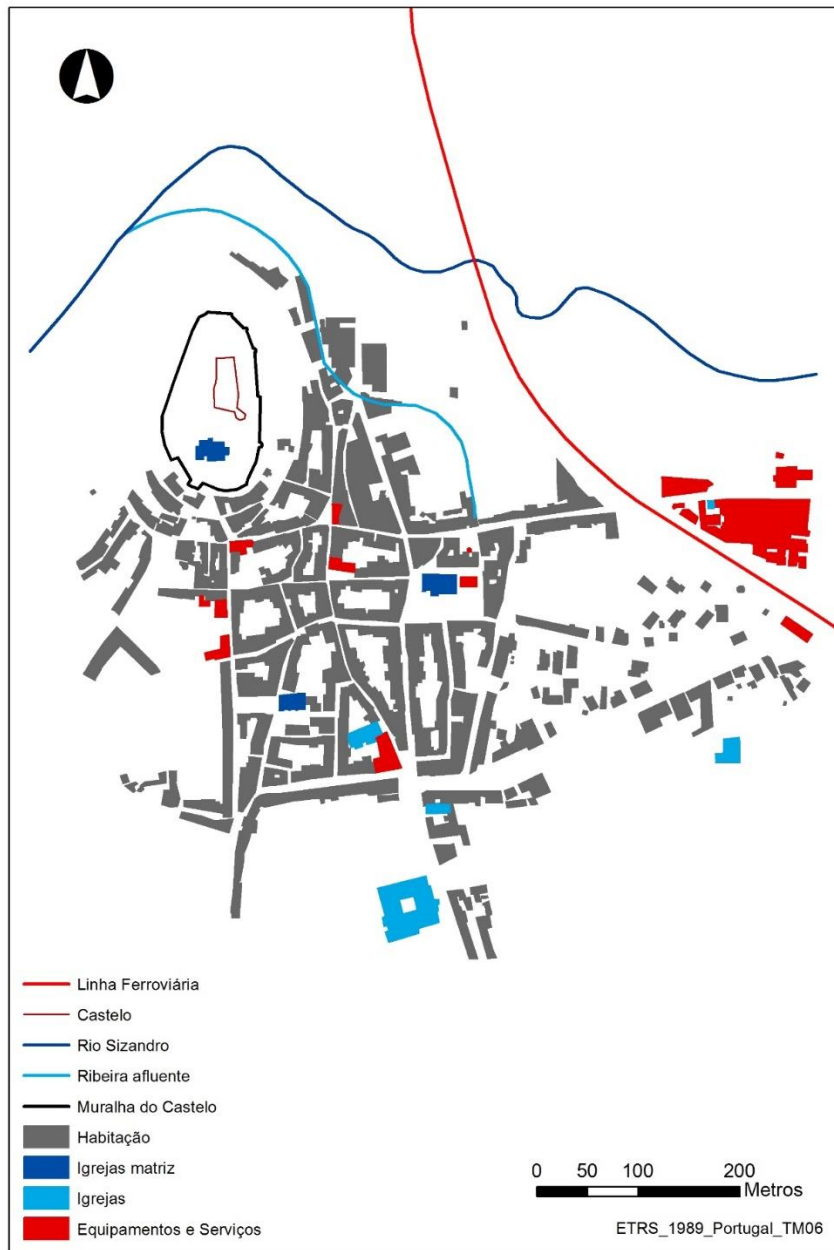 Linha Ferroviária
Castelo
Rio Sizandro
Ribeira afluente
Muralha do Castelo
Habitação
Igrejas matriz
Igrejas
Equipamentos e Serviços
0 50 100 200
Metros
ETRS_1989_Portugal_TM06